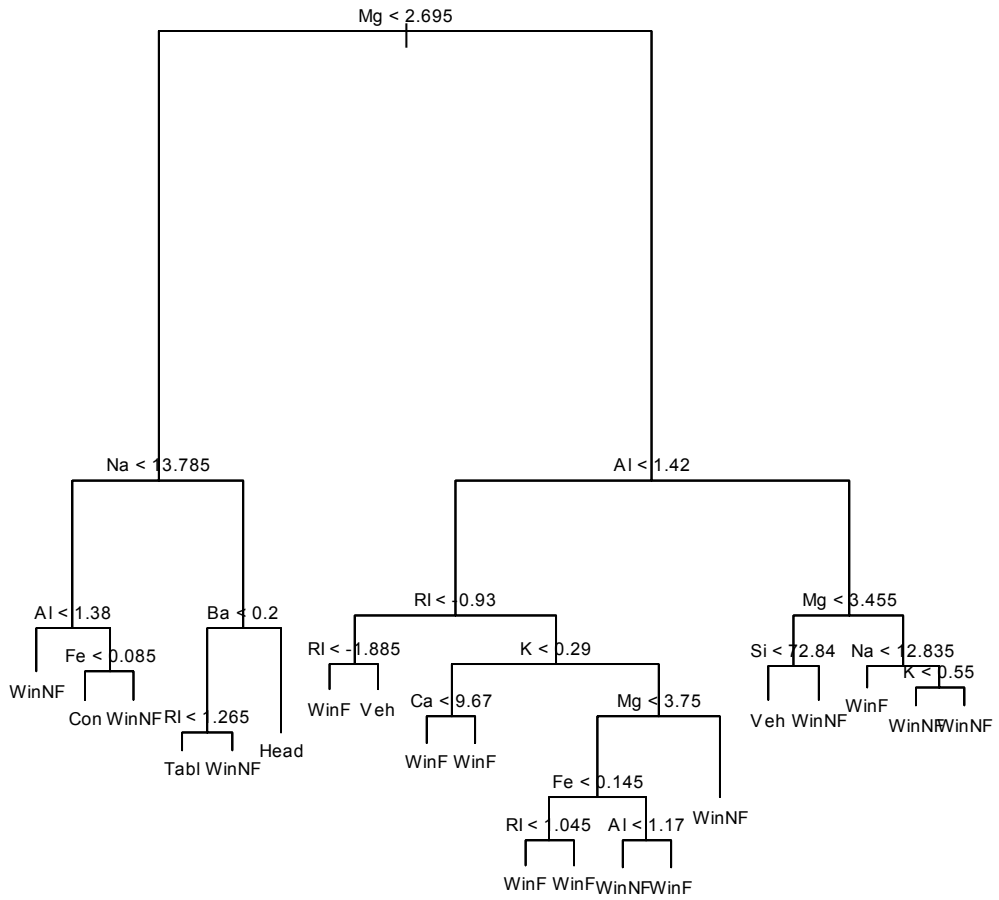 Mg < 2.695
Na < 13.785 Al < 1.42
RI < -0.93 Mg < 3.455
Al < 1.38 Ba < 0.2
RI < -1.885 K < 0.29 Si < 72.84 Na < 12.835
Fe < 0.085 K < 0.55
WinNF Ca < 9.67 Mg < 3.75 WinF
WinF Veh
Con WinNF RI < 1.265 Veh WinNF WinNF WinNF
Head
Tabl WinNF WinF WinF
Fe < 0.145
WinNF
RI < 1.045 Al < 1.17
WinF WinF WinNF WinF